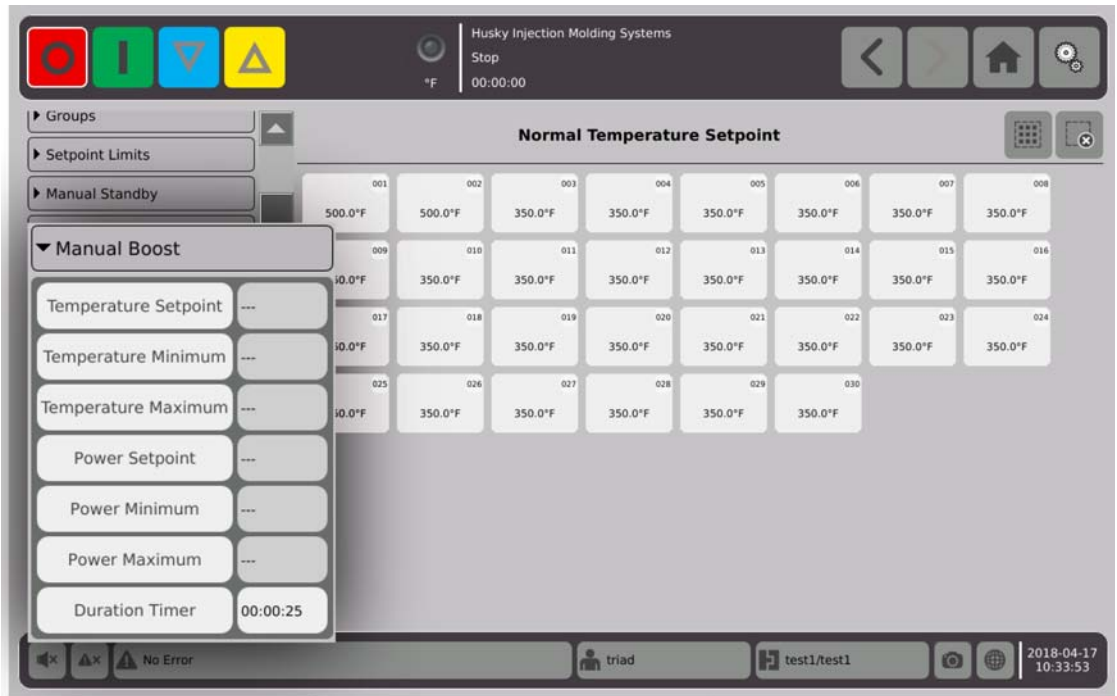 Husky Injection Molding Systems
Stop
°F
00:00:00
Groups
Setpoint Limits
Manual Standby
Manual Boost
Temperature Setpoint ---
Temperature Minimum ---
Temperature Maximum ---
Power Setpoint ---
Power Minimum ---
Power Maximum ---
Duration Timer 00:00:25
Normal Temperature Setpoint
001 002 003 004 005 006 007 008
500.0°F 500.0°F 350.0°F 350.0°F 350.0°F 350.0°F 350.0°F 350.0°F
009 010 011 012 013 014 015 016
0.0°F 350.0°F 350.0°F 350.0°F 350.0°F 350.0°F 350.0°F 350.0°F
017 018 019 020 021 022 023 024
0.0°F 350.0°F 350.0°F 350.0°F 350.0°F 350.0°F 350.0°F 350.0°F
025 026 027 028 029 030
0.0°F 350.0°F 350.0°F 350.0°F 350.0°F 350.0°F
No Error
triad
test1/test1
2018-04-17
10:33:53